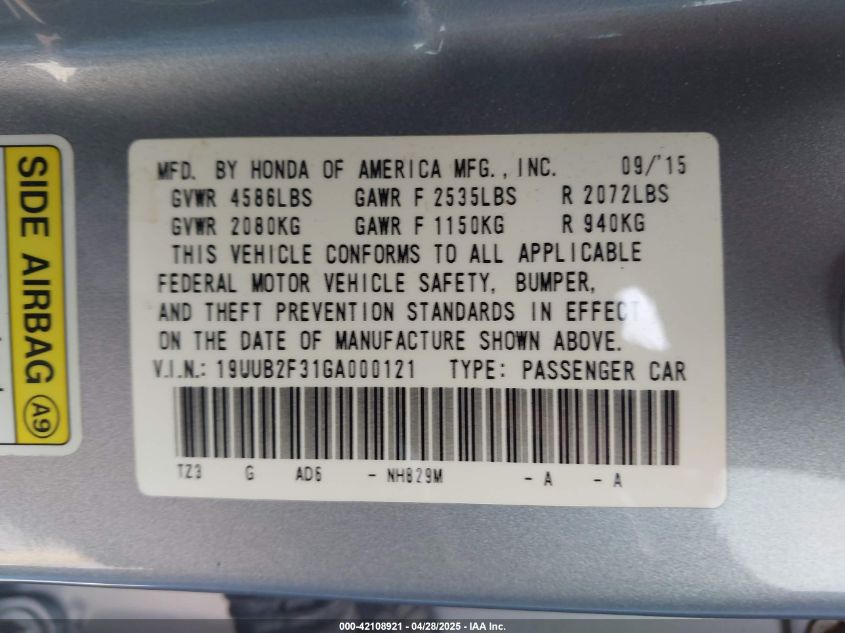 MFD. BY HONDA OF AMERICA MFG., INC. 09/'15
GVWR 4586LBS GAWR F 2535LBS R 2072LBS
GVWR 2080KG GAWR F 1150KG R 940KG
THIS VEHICLE CONFORMS TO ALL APPLICABLE
FEDERAL MOTOR VEHICLE SAFETY, BUMPER,
AND THEFT PREVENTION STANDARDS IN EFFECT
ON THE DATE OF MANUFACTURE SHOWN ABOVE.
V.I.N.: 19UUB2F31GA000121 TYPE: PASSENGER CAR
TZ3 G AD6 - NH829M - A - A
SIDE AIRBAG A9
000-42108921 - 04/28/2025 - IAA Inc.